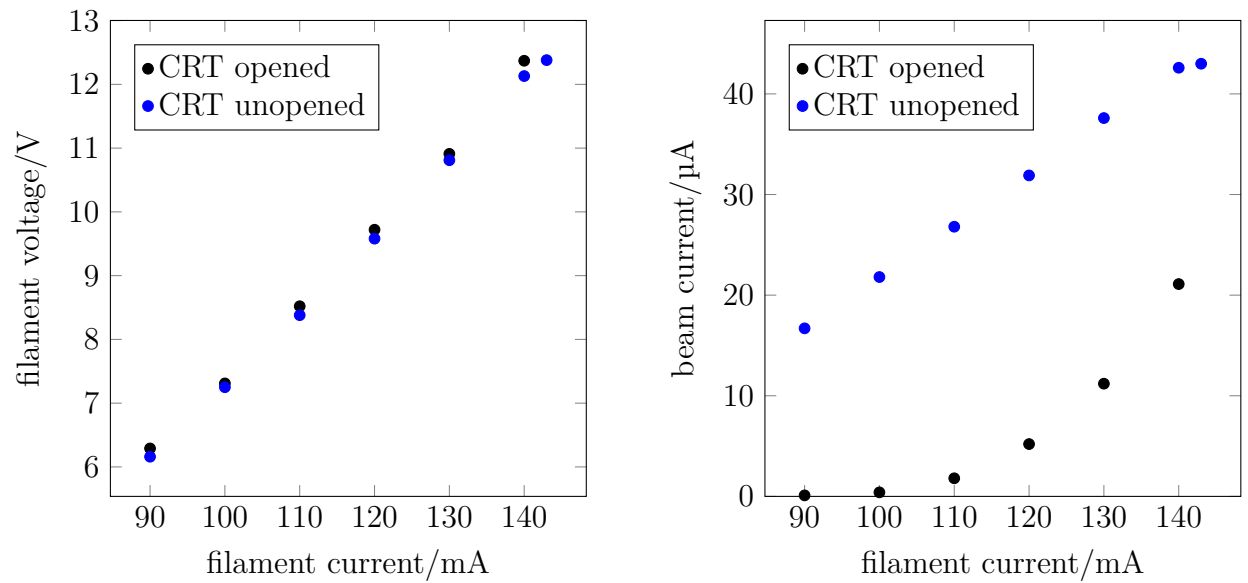 13
12
11
10
9
8
7
6
filament voltage/V
CRT opened
CRT unopened
90 100 110 120 130 140
filament current/mA
40
30
20
10
0
beam current/µA
CRT opened
CRT unopened
90 100 110 120 130 140
filament current/mA